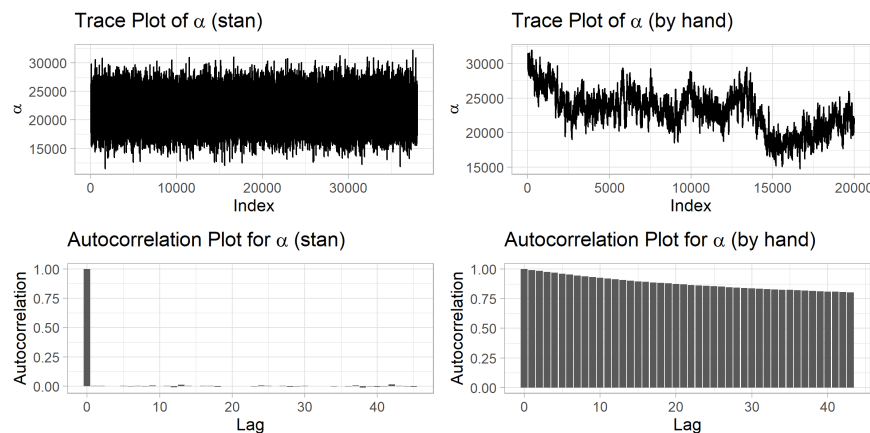 Trace Plot of α (stan)
α
30000
25000
20000
15000
0 10000 20000 30000
Index
Trace Plot of α (by hand)
α
30000
25000
20000
15000
0 5000 10000 15000 20000
Index
Autocorrelation Plot for α (stan)
Autocorrelation
1.00
0.75
0.50
0.25
0.00
0 20 40
Lag
Autocorrelation Plot for α (by hand)
Autocorrelation
1.00
0.75
0.50
0.25
0.00
0 10 20 30 40
Lag